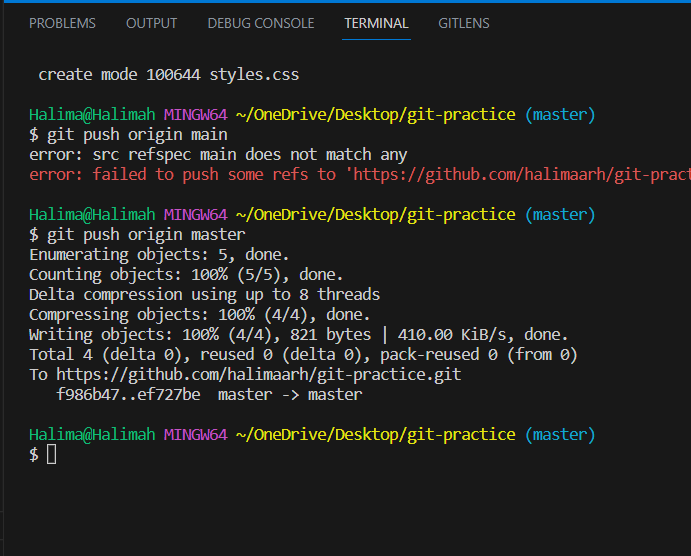 PROBLEMS OUTPUT DEBUG CONSOLE TERMINAL GITLENS
create mode 100644 styles.css
Halima@Halimah MINGW64 ~/OneDrive/Desktop/git-practice (master)
$ git push origin main
error: src refspec main does not match any
error: failed to push some refs to 'https://github.com/halimaarh/git-pract
Halima@Halimah MINGW64 ~/OneDrive/Desktop/git-practice (master)
$ git push origin master
Enumerating objects: 5, done.
Counting objects: 100% (5/5), done.
Delta compression using up to 8 threads
Compressing objects: 100% (4/4), done.
Writing objects: 100% (4/4), 821 bytes | 410.00 KiB/s, done.
Total 4 (delta 0), reused 0 (delta 0), pack-reused 0 (from 0)
To https://github.com/halimaarh/git-practice.git
f986b47..ef727be master -> master
Halima@Halimah MINGW64 ~/OneDrive/Desktop/git-practice (master)
$